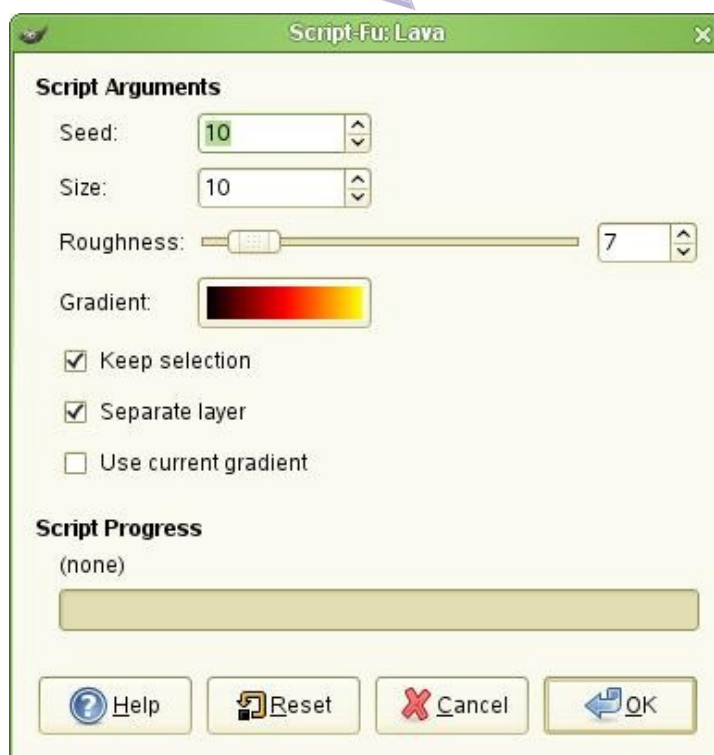 Script-Fu: Lava
Script Arguments
Seed: 10
Size: 10
Roughness: 7
Gradient:
Keep selection
Separate layer
Use current gradient
Script Progress
(none)
Help Reset Cancel OK